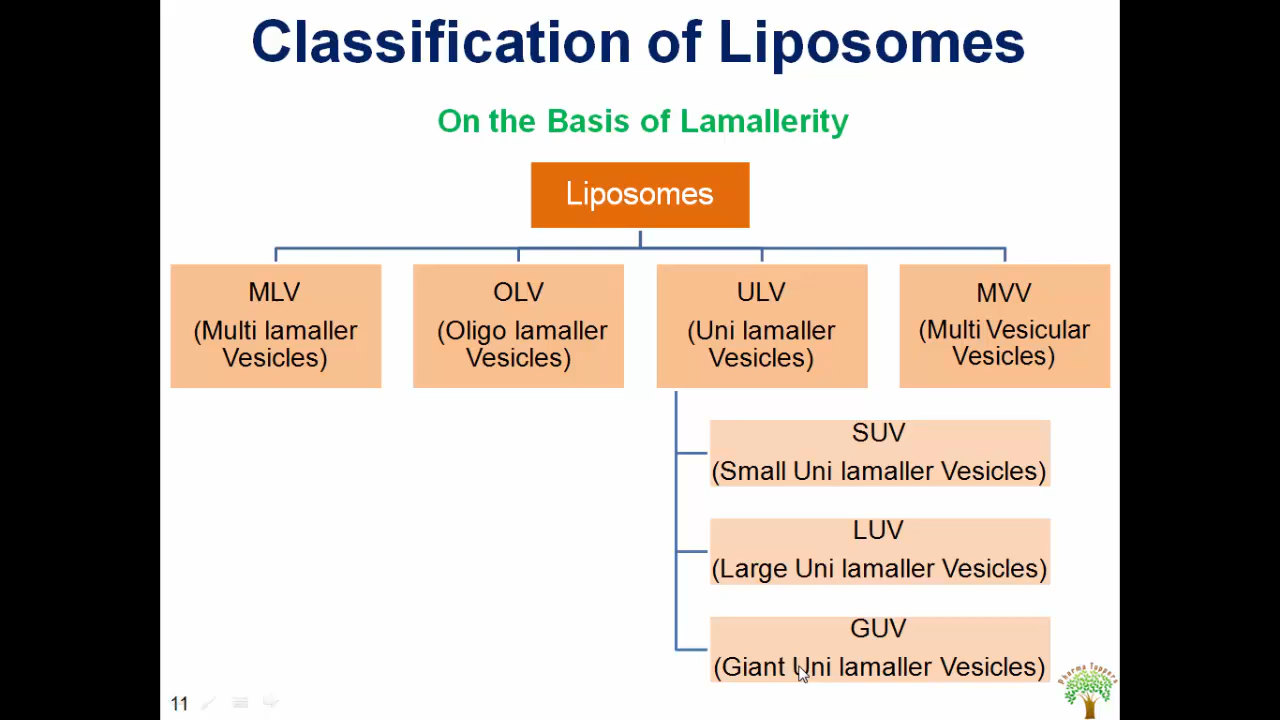 Classification of Liposomes
On the Basis of Lamallerity
Liposomes
MLV
(Multi lamaller
Vesicles)
OLV
(Oligo lamaller
Vesicles)
ULV
(Uni lamaller
Vesicles)
MVV
(Multi Vesicular
Vesicles)
SUV
(Small Uni lamaller Vesicles)
LUV
(Large Uni lamaller Vesicles)
GUV
(Giant Uni lamaller Vesicles)
11
Pharma Toppers